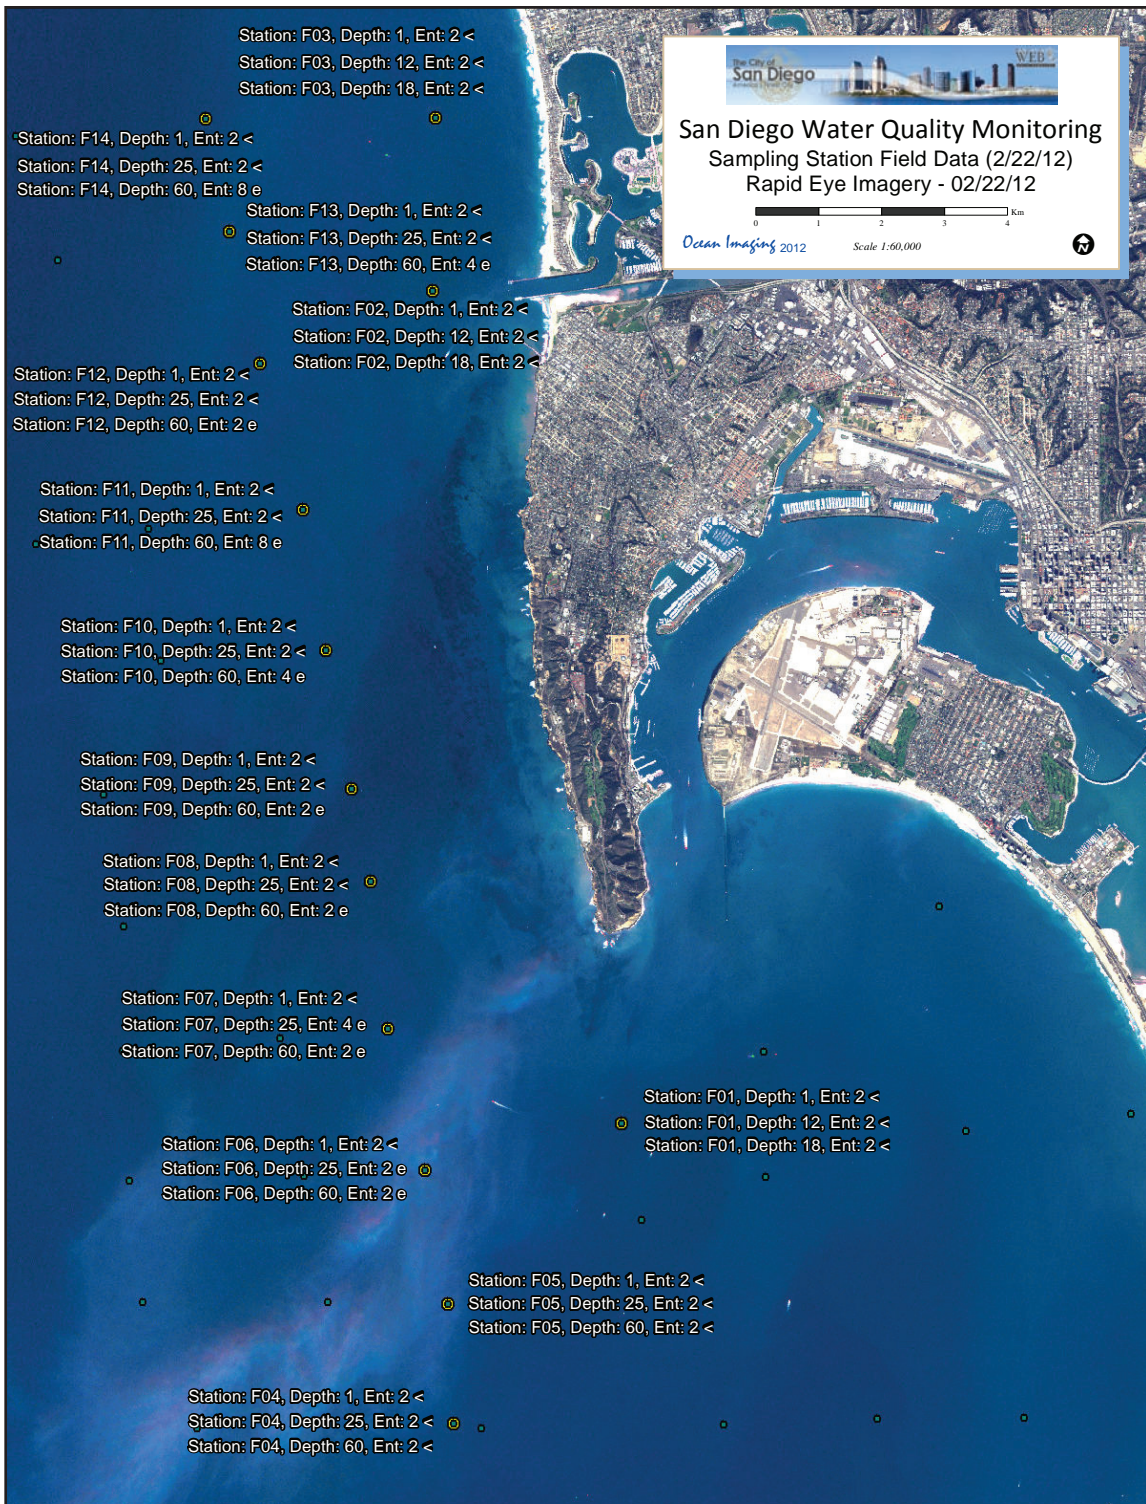 Station: F03, Depth: 1, Ent: 2 <
Station: F03, Depth: 12, Ent: 2 <
Station: F03, Depth: 18, Ent: 2 <
The City of
San Diego
WEB
San Diego Water Quality Monitoring
Sampling Station Field Data (2/22/12)
Rapid Eye Imagery - 02/22/12
Km
0 1 2 3 4
Ocean Imaging 2012 Scale 1:60,000
N
Station: F14, Depth: 1, Ent: 2 <
Station: F14, Depth: 25, Ent: 2 <
Station: F14, Depth: 60, Ent: 8 e
Station: F13, Depth: 1, Ent: 2 <
Station: F13, Depth: 25, Ent: 2 <
Station: F13, Depth: 60, Ent: 4 e
Station: F02, Depth: 1, Ent: 2 <
Station: F02, Depth: 12, Ent: 2 <
Station: F02, Depth: 18, Ent: 2 <
Station: F12, Depth: 1, Ent: 2 <
Station: F12, Depth: 25, Ent: 2 <
Station: F12, Depth: 60, Ent: 2 e
Station: F11, Depth: 1, Ent: 2 <
Station: F11, Depth: 25, Ent: 2 <
Station: F11, Depth: 60, Ent: 8 e
Station: F10, Depth: 1, Ent: 2 <
Station: F10, Depth: 25, Ent: 2 <
Station: F10, Depth: 60, Ent: 4 e
Station: F09, Depth: 1, Ent: 2 <
Station: F09, Depth: 25, Ent: 2 <
Station: F09, Depth: 60, Ent: 2 e
Station: F08, Depth: 1, Ent: 2 <
Station: F08, Depth: 25, Ent: 2 <
Station: F08, Depth: 60, Ent: 2 e
Station: F07, Depth: 1, Ent: 2 <
Station: F07, Depth: 25, Ent: 4 e
Station: F07, Depth: 60, Ent: 2 e
Station: F01, Depth: 1, Ent: 2 <
Station: F01, Depth: 12, Ent: 2 <
Station: F01, Depth: 18, Ent: 2 <
Station: F06, Depth: 1, Ent: 2 <
Station: F06, Depth: 25, Ent: 2 e
Station: F06, Depth: 60, Ent: 2 e
Station: F05, Depth: 1, Ent: 2 <
Station: F05, Depth: 25, Ent: 2 <
Station: F05, Depth: 60, Ent: 2 <
Station: F04, Depth: 1, Ent: 2 <
Station: F04, Depth: 25, Ent: 2 <
Station: F04, Depth: 60, Ent: 2 <